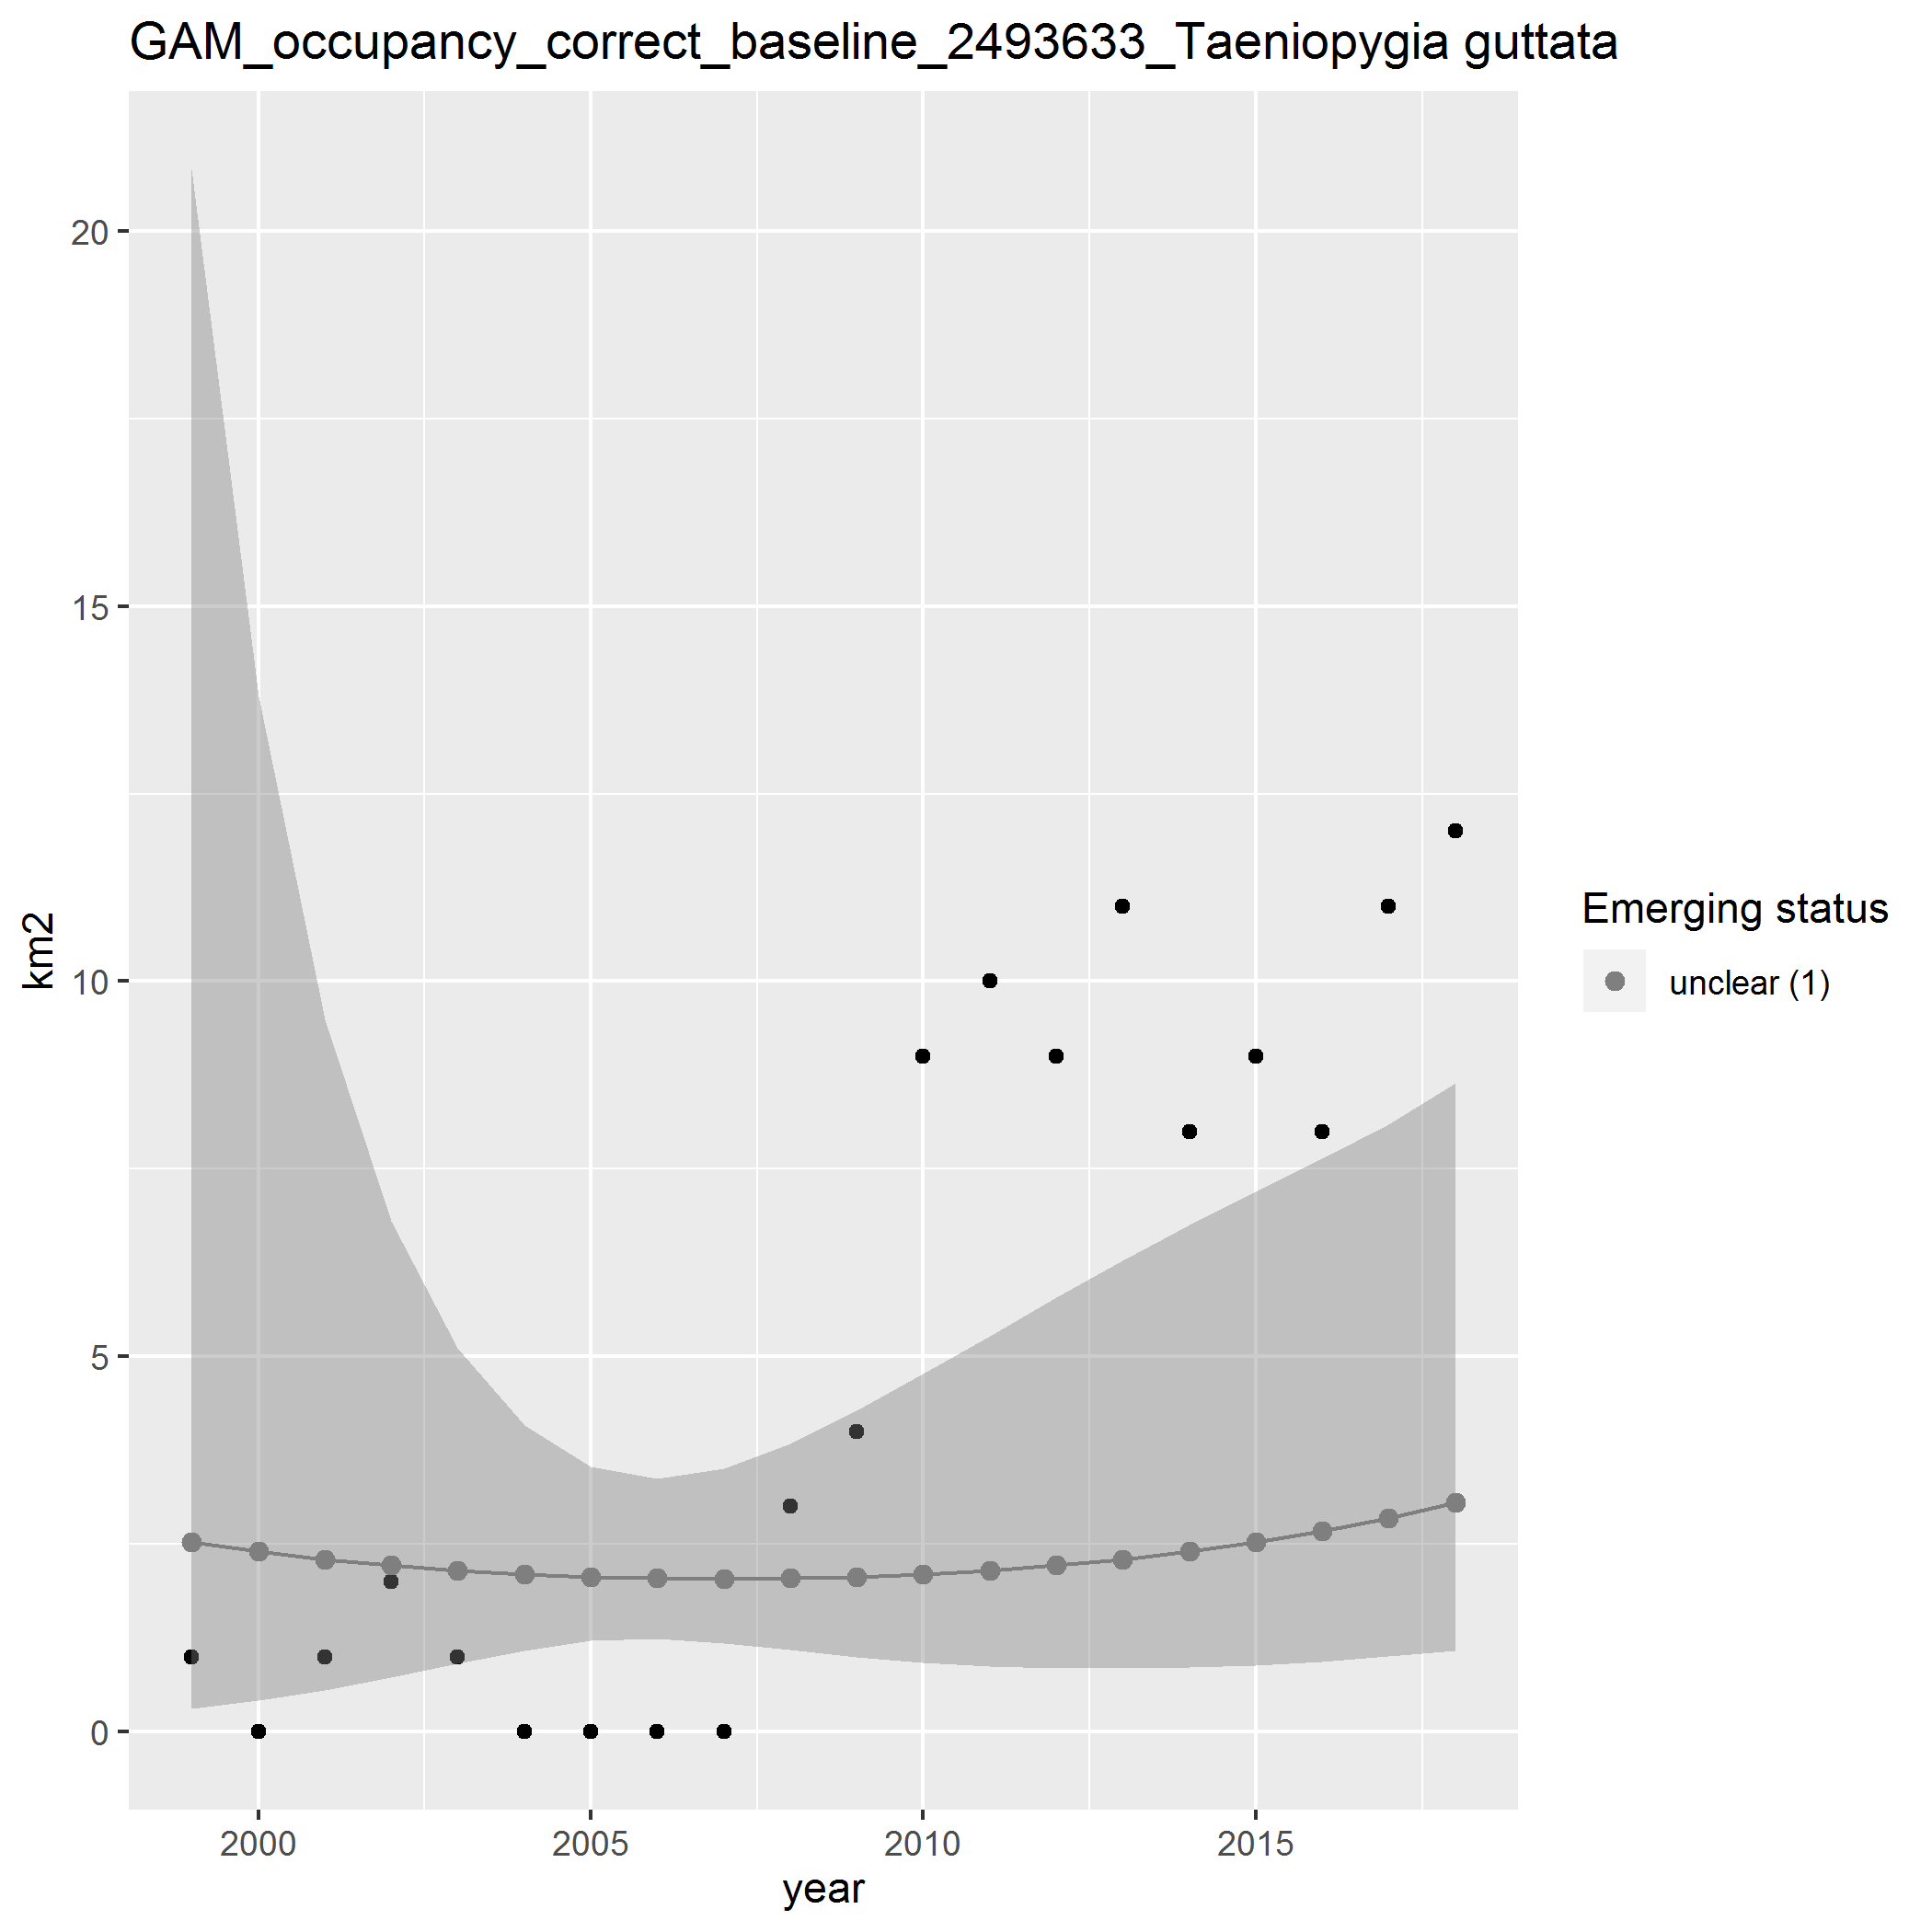 GAM_occupancy_correct_baseline_2493633_Taeniopygia guttata
20
15
10
5
0
km2
2000 2005 2010 2015
year
Emerging status
unclear (1)